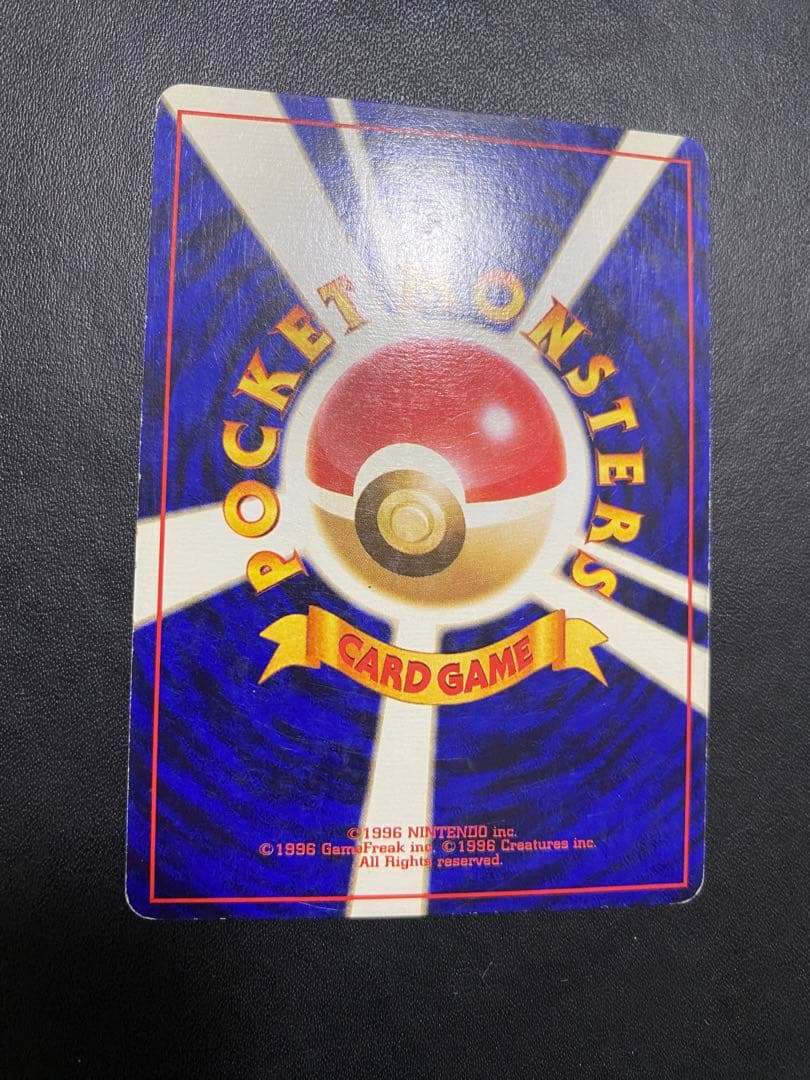 POCKET MONSTERS
CARD GAME
©1996 NINTENDO inc.
©1996 GameFreak inc. ©1996 Creatures inc.
All Rights reserved.